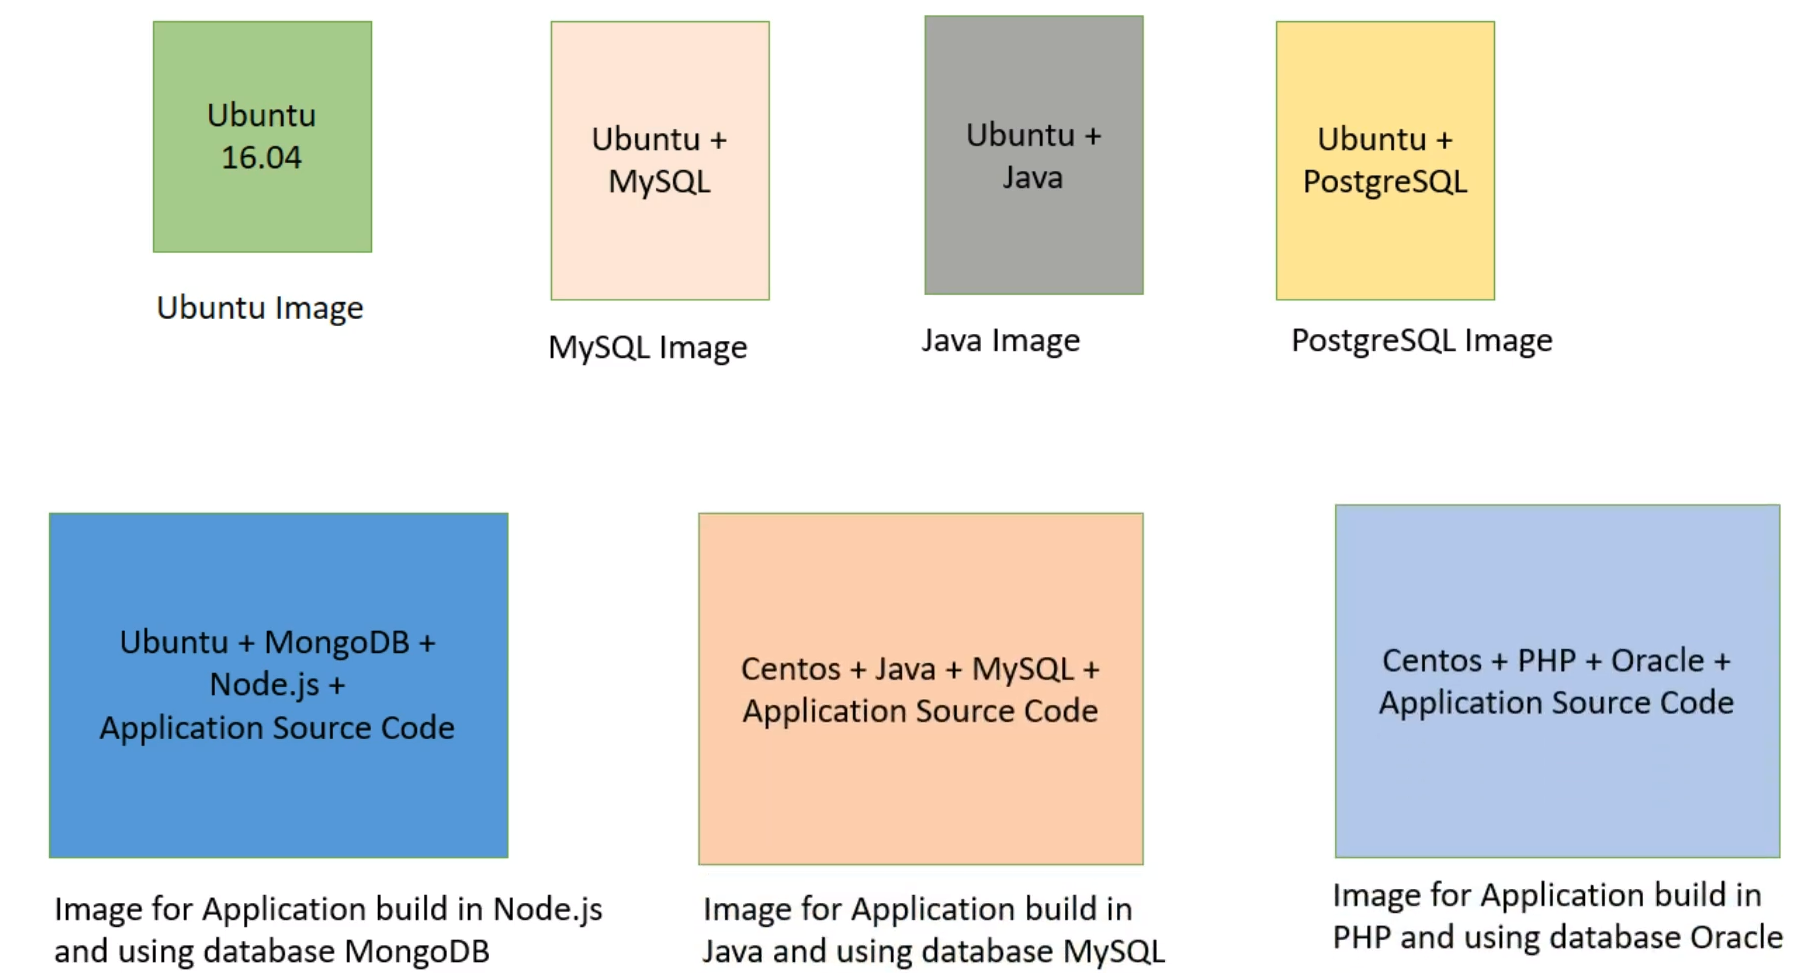 Ubuntu
16.04
Ubuntu Image
Ubuntu +
MySQL
MySQL Image
Ubuntu +
Java
Java Image
Ubuntu +
PostgreSQL
PostgreSQL Image
Ubuntu + MongoDB +
Node.js +
Application Source Code
Image for Application build in Node.js
and using database MongoDB
Centos + Java + MySQL +
Application Source Code
Image for Application build in
Java and using database MySQL
Centos + PHP + Oracle +
Application Source Code
Image for Application build in
PHP and using database Oracle